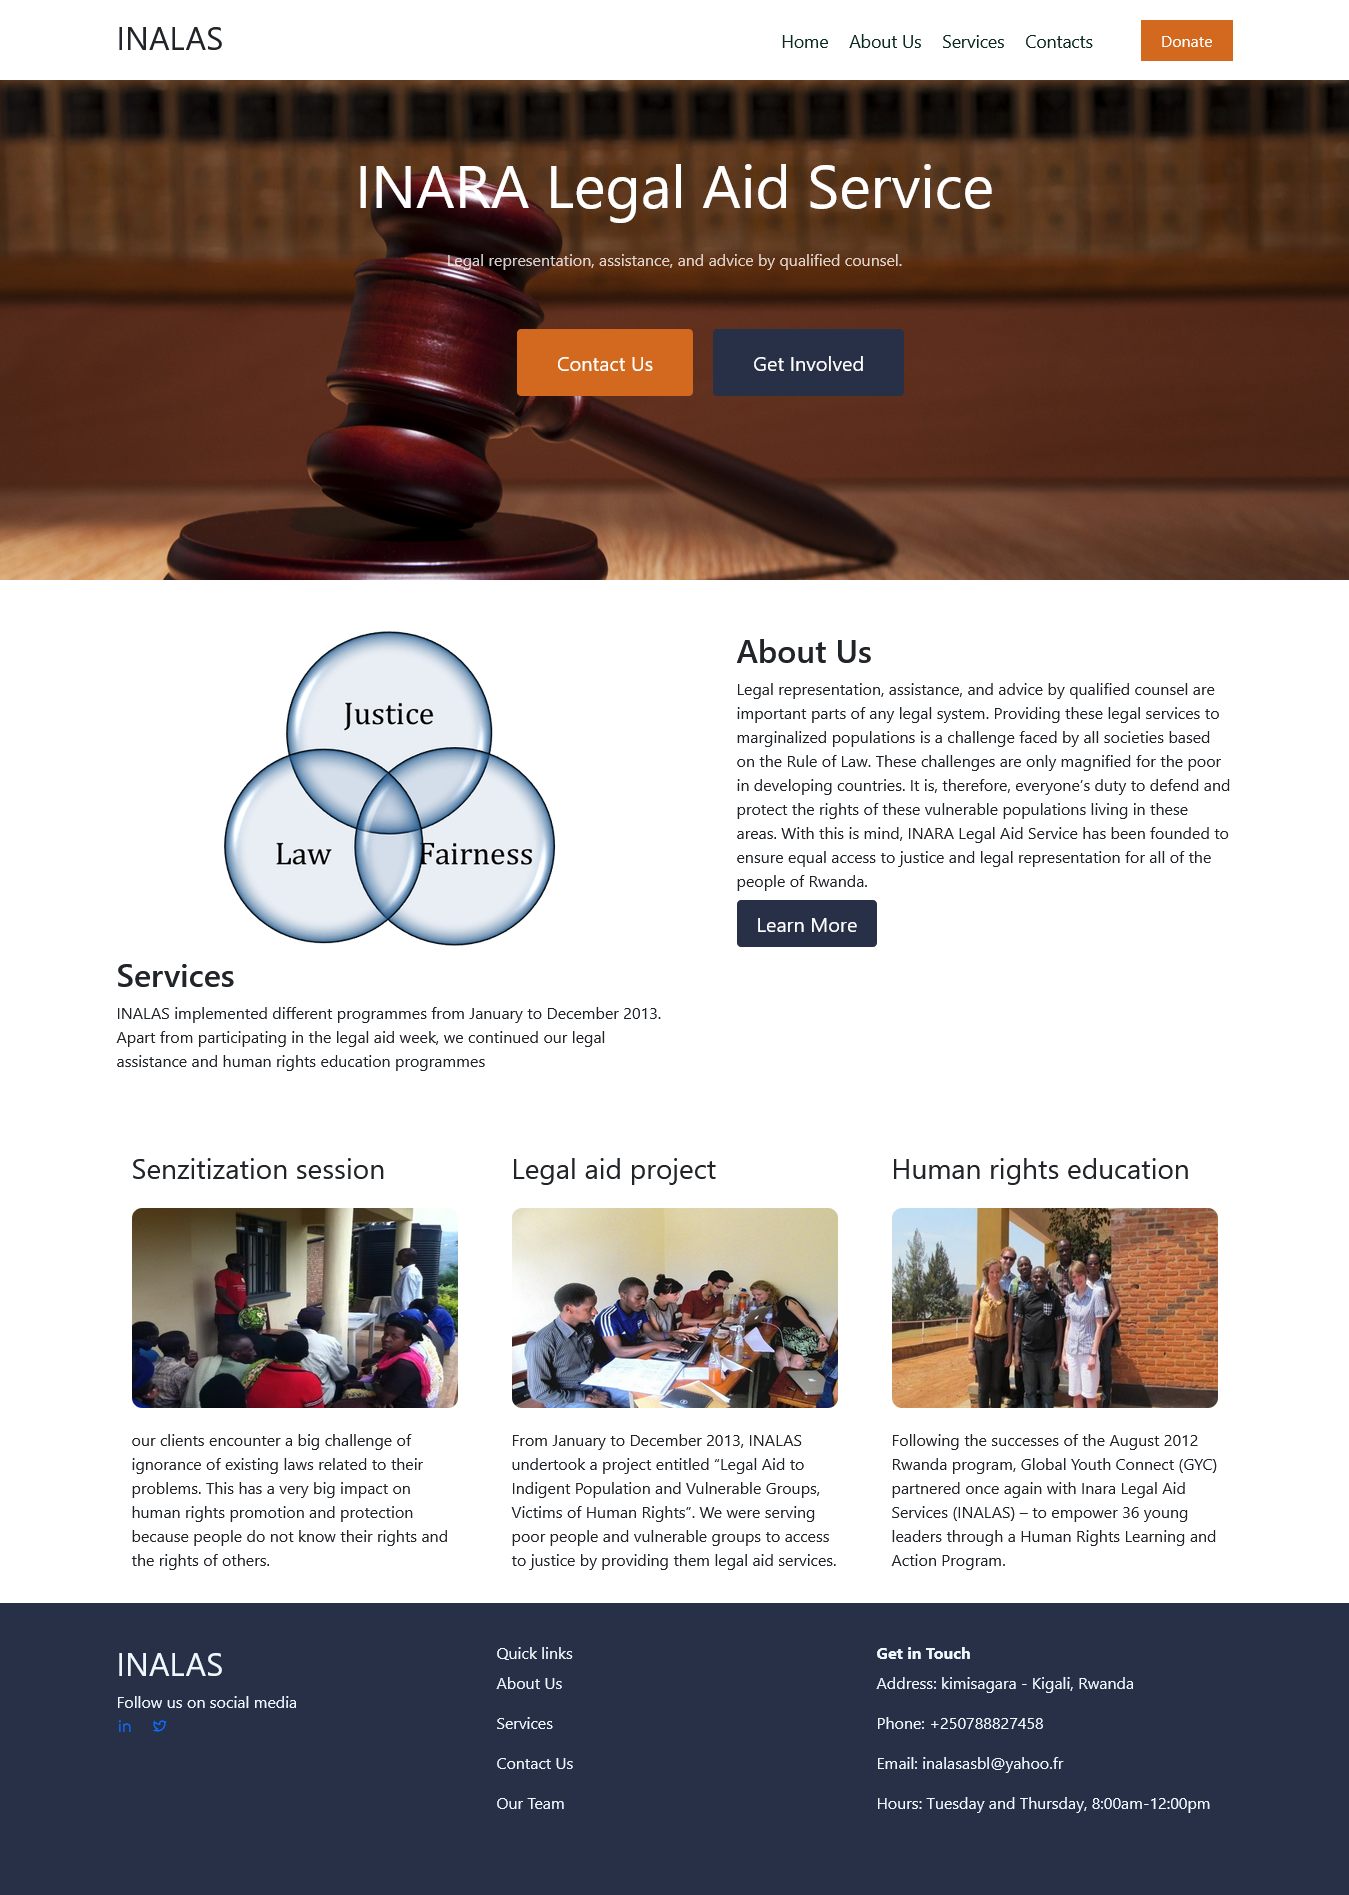 INALAS
Home About Us Services Contacts Donate
INARA Legal Aid Service
Legal representation, assistance, and advice by qualified counsel.
Contact Us Get Involved
Justice
Law Fairness
About Us
Legal representation, assistance, and advice by qualified counsel are
important parts of any legal system. Providing these legal services to
marginalized populations is a challenge faced by all societies based
on the Rule of Law. These challenges are only magnified for the poor
in developing countries. It is, therefore, everyone's duty to defend and
protect the rights of these vulnerable populations living in these
areas. With this is mind, INARA Legal Aid Service has been founded to
ensure equal access to justice and legal representation for all of the
people of Rwanda.
Learn More
Services
INALAS implemented different programmes from January to December 2013.
Apart from participating in the legal aid week, we continued our legal
assistance and human rights education programmes
Senzitization session
our clients encounter a big challenge of
ignorance of existing laws related to their
problems. This has a very big impact on
human rights promotion and protection
because people do not know their rights and
the rights of others.
Legal aid project
From January to December 2013, INALAS
undertook a project entitled “Legal Aid to
Indigent Population and Vulnerable Groups,
Victims of Human Rights”. We were serving
poor people and vulnerable groups to access
to justice by providing them legal aid services.
Human rights education
Following the successes of the August 2012
Rwanda program, Global Youth Connect (GYC)
partnered once again with Inara Legal Aid
Services (INALAS) – to empower 36 young
leaders through a Human Rights Learning and
Action Program.
INALAS
Follow us on social media
in
Quick links
About Us
Services
Contact Us
Our Team
Get in Touch
Address: kimisagara - Kigali, Rwanda
Phone: +250788827458
Email: inalasasbl@yahoo.fr
Hours: Tuesday and Thursday, 8:00am-12:00pm